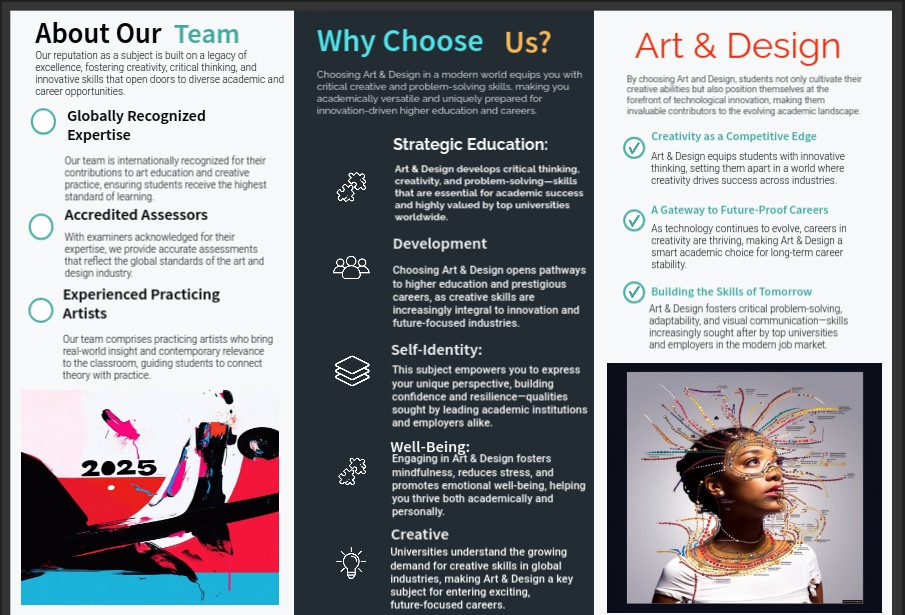 About Our Team
Our reputation as a subject is built on a legacy of
excellence, fostering creativity, critical thinking, and
innovative skills that open doors to diverse academic and
career opportunities.
Globally Recognized
Expertise
Our team is internationally recognized for their
contributions to art education and creative
practice, ensuring students receive the highest
standard of learning.
Accredited Assessors
With examiners acknowledged for their
expertise, we provide accurate assessments
that reflect the global standards of the art and
design industry.
Experienced Practicing
Artists
Our team comprises practicing artists who bring
real-world insight and contemporary relevance
to the classroom, guiding students to connect
theory with practice.
2025
Why Choose Us?
Choosing Art & Design in a modern world equips you with
critical creative and problem-solving skills, making you
academically versatile and uniquely prepared for
innovation-driven higher education and careers.
Strategic Education:
Art & Design develops critical thinking,
creativity, and problem-solving—skills
that are essential for academic success
and highly valued by top universities
worldwide.
Development
Choosing Art & Design opens pathways
to higher education and prestigious
careers, as creative skills are
increasingly integral to innovation and
future-focused industries.
Self-Identity:
This subject empowers you to express
your unique perspective, building
confidence and resilience—qualities
sought by leading academic institutions
and employers alike.
Well-Being:
Engaging in Art & Design fosters
mindfulness, reduces stress, and
promotes emotional well-being, helping
you thrive both academically and
personally.
Creative
Universities understand the growing
demand for creative skills in global
industries, making Art & Design a key
subject for entering exciting,
future-focused careers.
Art & Design
By choosing Art and Design, students not only cultivate their
creative abilities but also position themselves at the
forefront of technological innovation, making them
invaluable contributors to the evolving academic landscape.
Creativity as a Competitive Edge
Art & Design equips students with innovative
thinking, setting them apart in a world where
creativity drives success across industries.
A Gateway to Future-Proof Careers
As technology continues to evolve, careers in
creativity are thriving, making Art & Design a
smart academic choice for long-term career
stability.
Building the Skills of Tomorrow
Art & Design fosters critical problem-solving,
adaptability, and visual communication—skills
increasingly sought after by top universities
and employers in the modern job market.